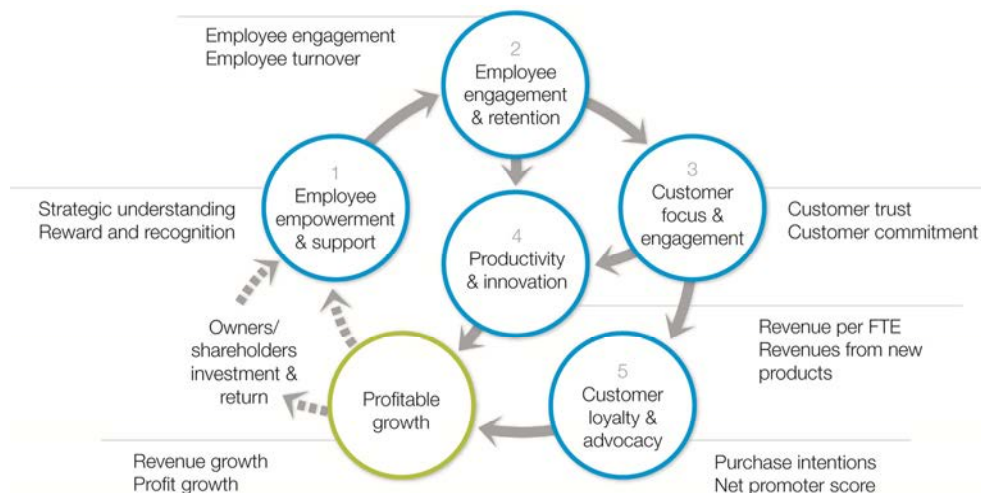 Employee engagement
Employee turnover
2
Employee
engagement
& retention
1
Employee
empowerment
& support
Strategic understanding
Reward and recognition
3
Customer
focus &
engagement
Customer trust
Customer commitment
4
Productivity
& innovation
Revenue per FTE
Revenues from new
products
Owners/
shareholders
investment &
return
Profitable
growth
5
Customer
loyalty &
advocacy
Revenue growth
Profit growth
Purchase intentions
Net promoter score